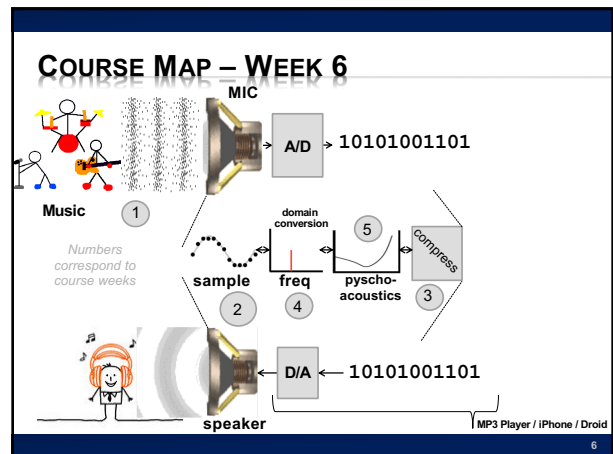 COURSE MAP – WEEK 6
MIC
A/D
10101001101
Music
1
Numbers
correspond to
course weeks
domain
conversion
5
compress
sample
freq
pyscho-
acoustics
2
4
3
D/A
10101001101
speaker
MP3 Player / iPhone / Droid
6